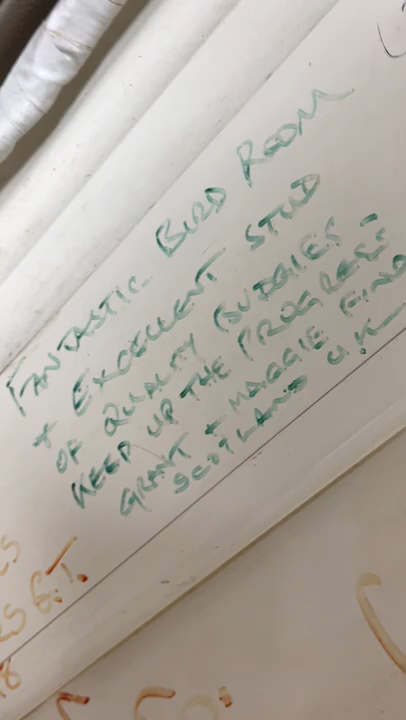 FANTASTIC BIRD ROOM
+ EXCELLENT STUD
OF QUALITY BUDGIES -
KEEP UP THE PROGRESS
GRANT + MAGGIE FIND
SCOTLAND U.K
S G.T.